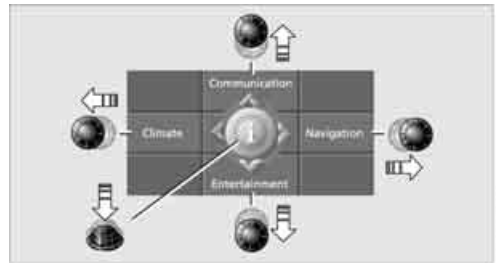 Communication
Climate
i
Navigation
Entertainment